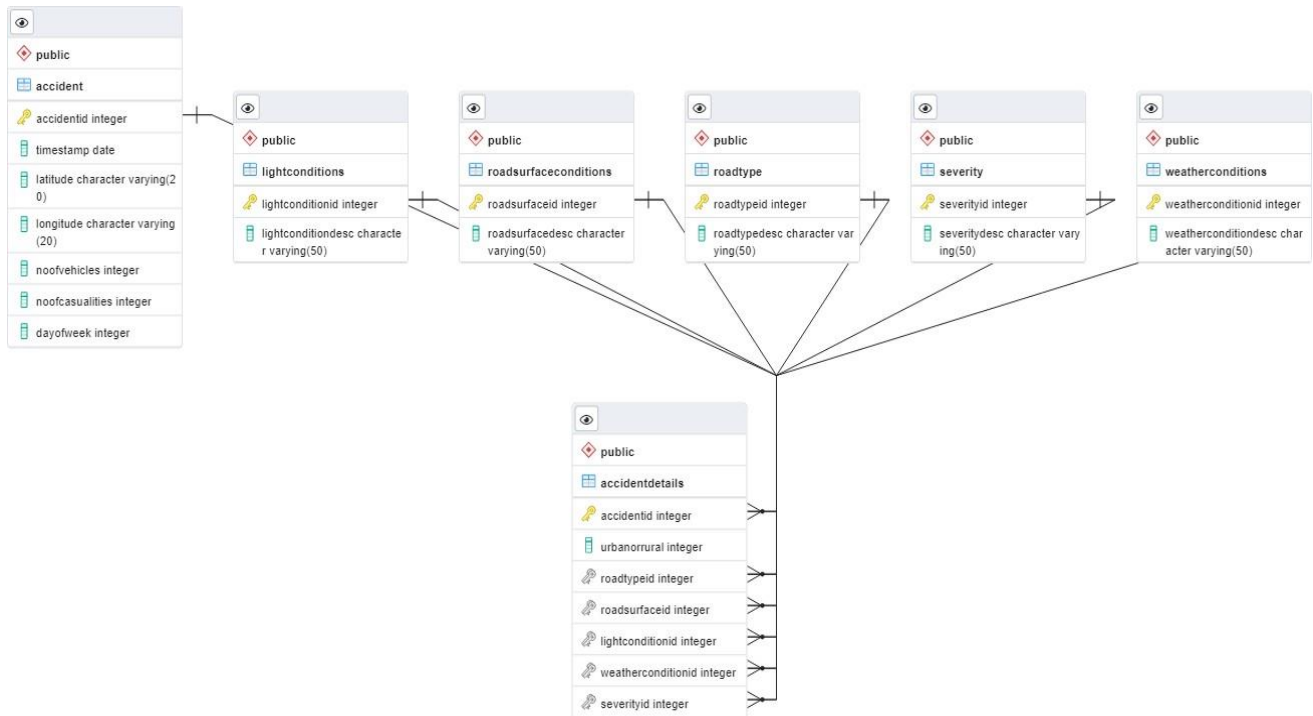 public
accident
accidentid integer
timestamp date
latitude character varying(2
0)
longitude character varying
(20)
noofvehicles integer
noofcasualities integer
dayofweek integer
public
lightconditions
lightconditionid integer
lightconditiondesc characte
r varying(50)
public
roadsurfaceconditions
roadsurfaceid integer
roadsurfacedesc character
varying(50)
public
roadtype
roadtypeid integer
roadtypedesc character var
ying(50)
public
severity
severityid integer
severitydesc character vary
ing(50)
public
weatherconditions
weatherconditionid integer
weatherconditiondesc char
acter varying(50)
public
accidentdetails
accidentid integer
urbanorrural integer
roadtypeid integer
roadsurfaceid integer
lightconditionid integer
weatherconditionid integer
severityid integer